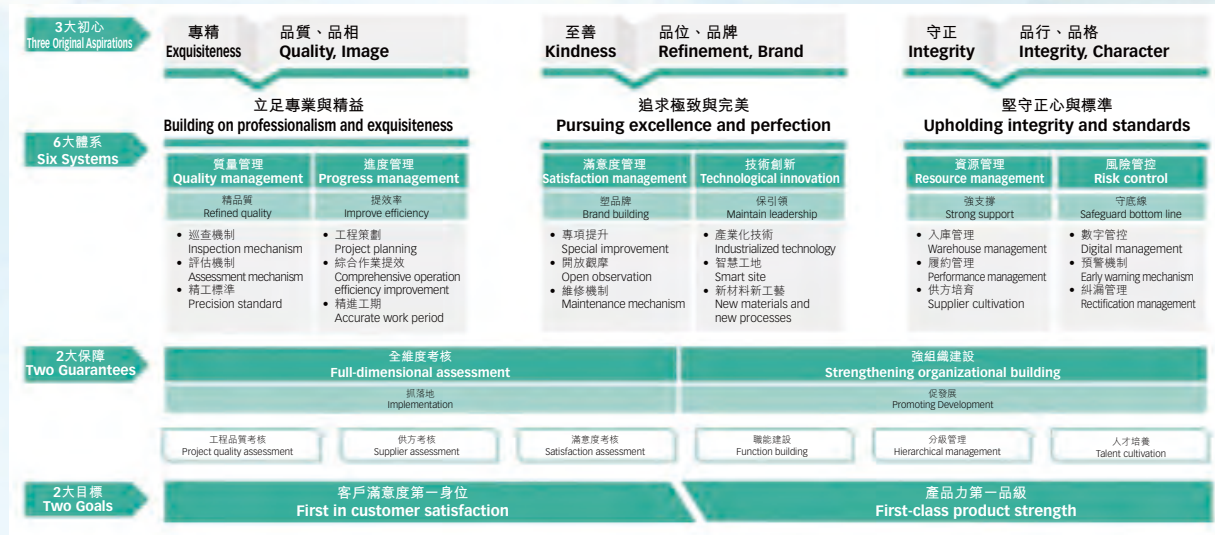 3大初心
Three Original Aspirations
專精
Exquisiteness
品質、品相
Quality, Image
至善
Kindness
品位、品牌
Refinement, Brand
守正
Integrity
品行、品格
Integrity, Character
立足專業與精益
Building on professionalism and exquisiteness
追求極致與完美
Pursuing excellence and perfection
堅守正心與標準
Upholding integrity and standards
6大體系
Six Systems
質量管理
Quality management
精品質
Refined quality
• 巡查機制
Inspection mechanism
• 評估機制
Assessment mechanism
• 精工標準
Precision standard
進度管理
Progress management
提效率
Improve efficiency
• 工程策劃
Project planning
• 綜合作業提效
Comprehensive operation
efficiency improvement
• 精進工期
Accurate work period
滿意度管理
Satisfaction management
塑品牌
Brand building
• 專項提升
Special improvement
• 開放觀摩
Open observation
• 維修機制
Maintenance mechanism
技術創新
Technological innovation
保引領
Maintain leadership
• 產業化技術
Industrialized technology
• 智慧工地
Smart site
• 新材料新工藝
New materials and
new processes
資源管理
Resource management
強支撐
Strong support
• 入庫管理
Warehouse management
• 履約管理
Performance management
• 供方培育
Supplier cultivation
風險管控
Risk control
守底線
Safeguard bottom line
• 數字管控
Digital management
• 預警機制
Early warning mechanism
• 糾漏管理
Rectification management
2大保障
Two Guarantees
全維度考核
Full-dimensional assessment
強組織建設
Strengthening organizational building
抓落地
Implementation
促發展
Promoting Development
工程品質考核
Project quality assessment
供方考核
Supplier assessment
滿意度考核
Satisfaction assessment
職能建設
Function building
分級管理
Hierarchical management
人才培養
Talent cultivation
2大目標
Two Goals
客戶滿意度第一身位
First in customer satisfaction
產品力第一品級
First-class product strength